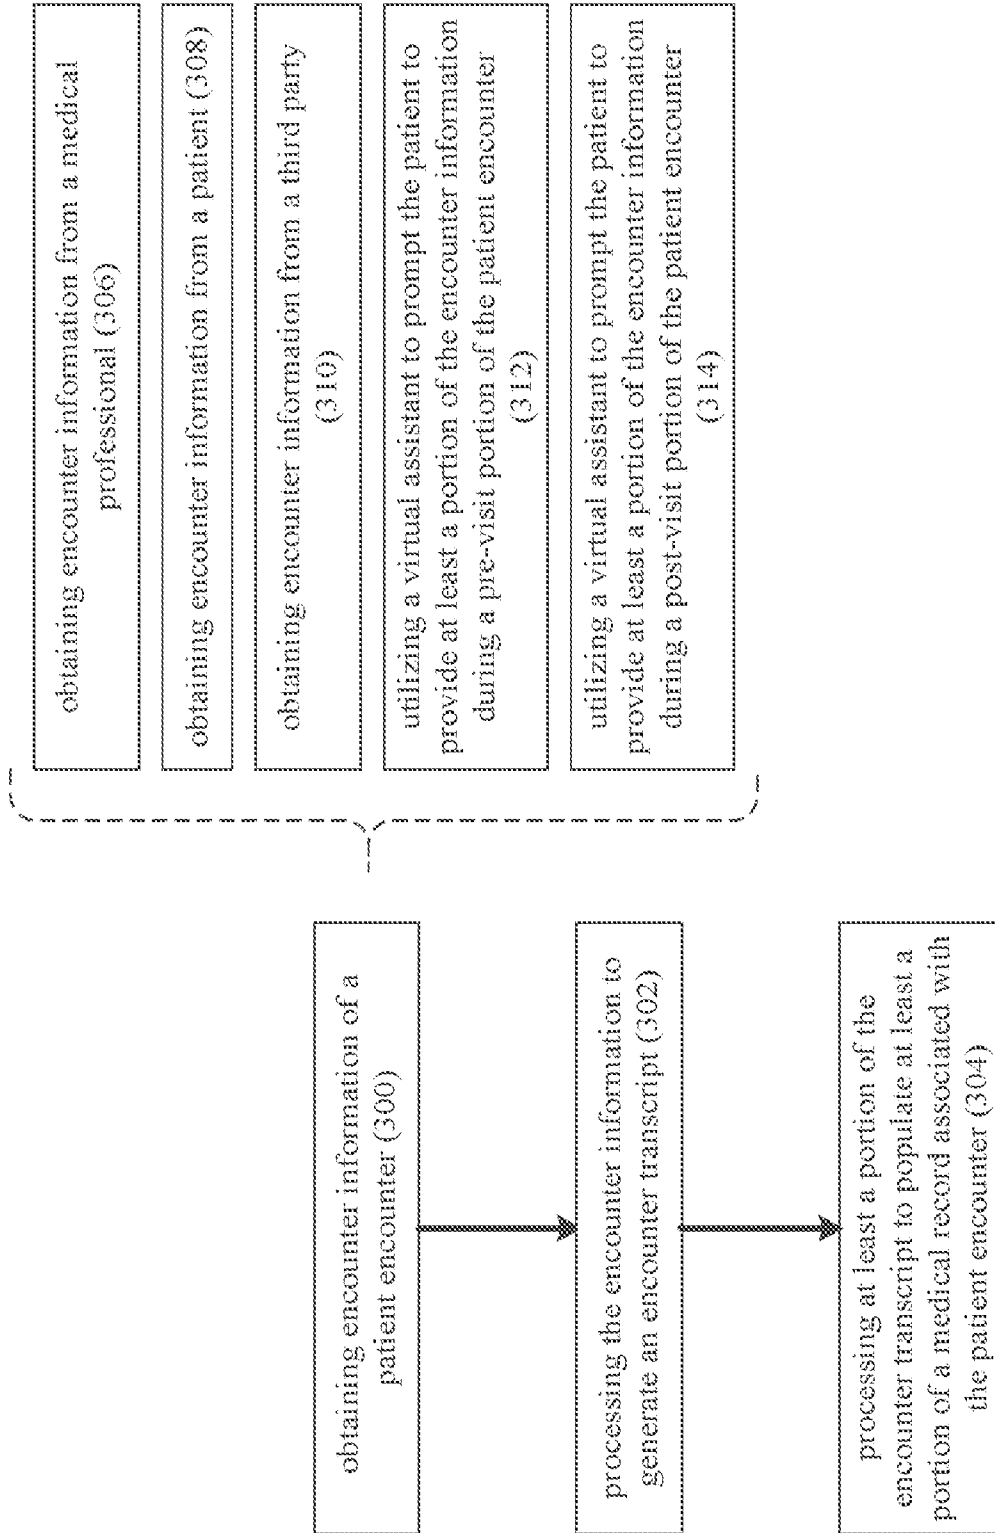 obtaining encounter information of a
patient encounter (300)
processing the encounter information to
generate an encounter transcript (302)
processing at least a portion of the
encounter transcript to populate at least a
portion of a medical record associated with
the patient encounter (304)
obtaining encounter information from a medical
professional (306)
obtaining encounter information from a patient (308)
obtaining encounter information from a third party
(310)
utilizing a virtual assistant to prompt the patient to
provide at least a portion of the encounter information
during a pre-visit portion of the patient encounter
(312)
utilizing a virtual assistant to prompt the patient to
provide at least a portion of the encounter information
during a post-visit portion of the patient encounter
(314)